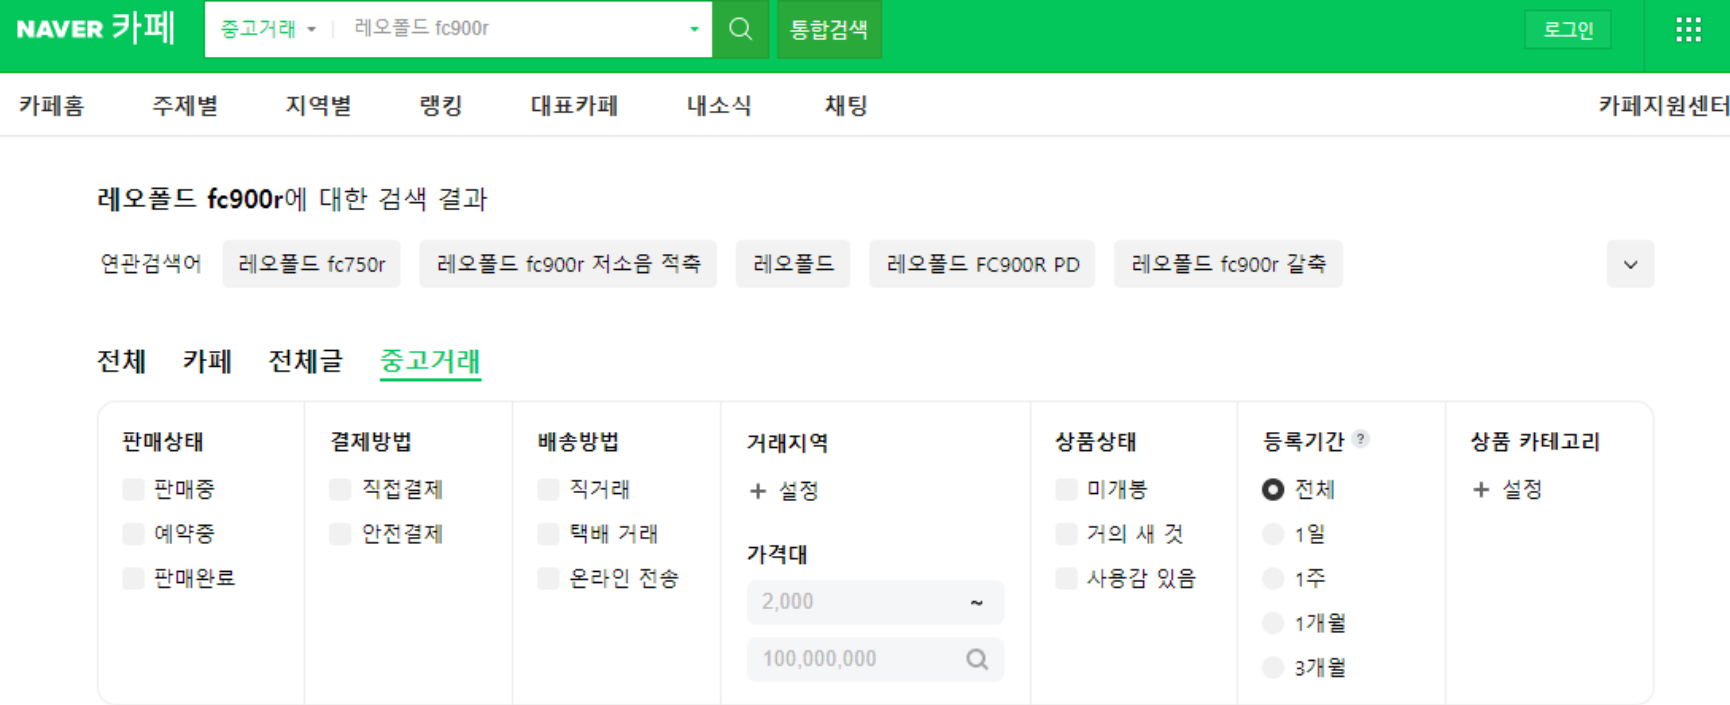 NAVER 카페 중고거래 레오폴드 fc900r 통합검색 로그인
카페홈 주제별 지역별 랭킹 대표카페 내소식 채팅 카페지원센터
레오폴드 fc900r에 대한 검색 결과
연관검색어 레오폴드 fc750r 레오폴드 fc900r 저소음 적축 레오폴드 레오폴드 FC900R PD 레오폴드 fc900r 갈축
전체 카페 전체글 중고거래
판매상태
판매중
예약중
판매완료
결제방법
직접결제
안전결제
배송방법
직거래
택배 거래
온라인 전송
거래지역
+ 설정
가격대
2,000 ~
100,000,000
상품상태
미개봉
거의 새 것
사용감 있음
등록기간 ?
전체
1일
1주
1개월
3개월
상품 카테고리
+ 설정